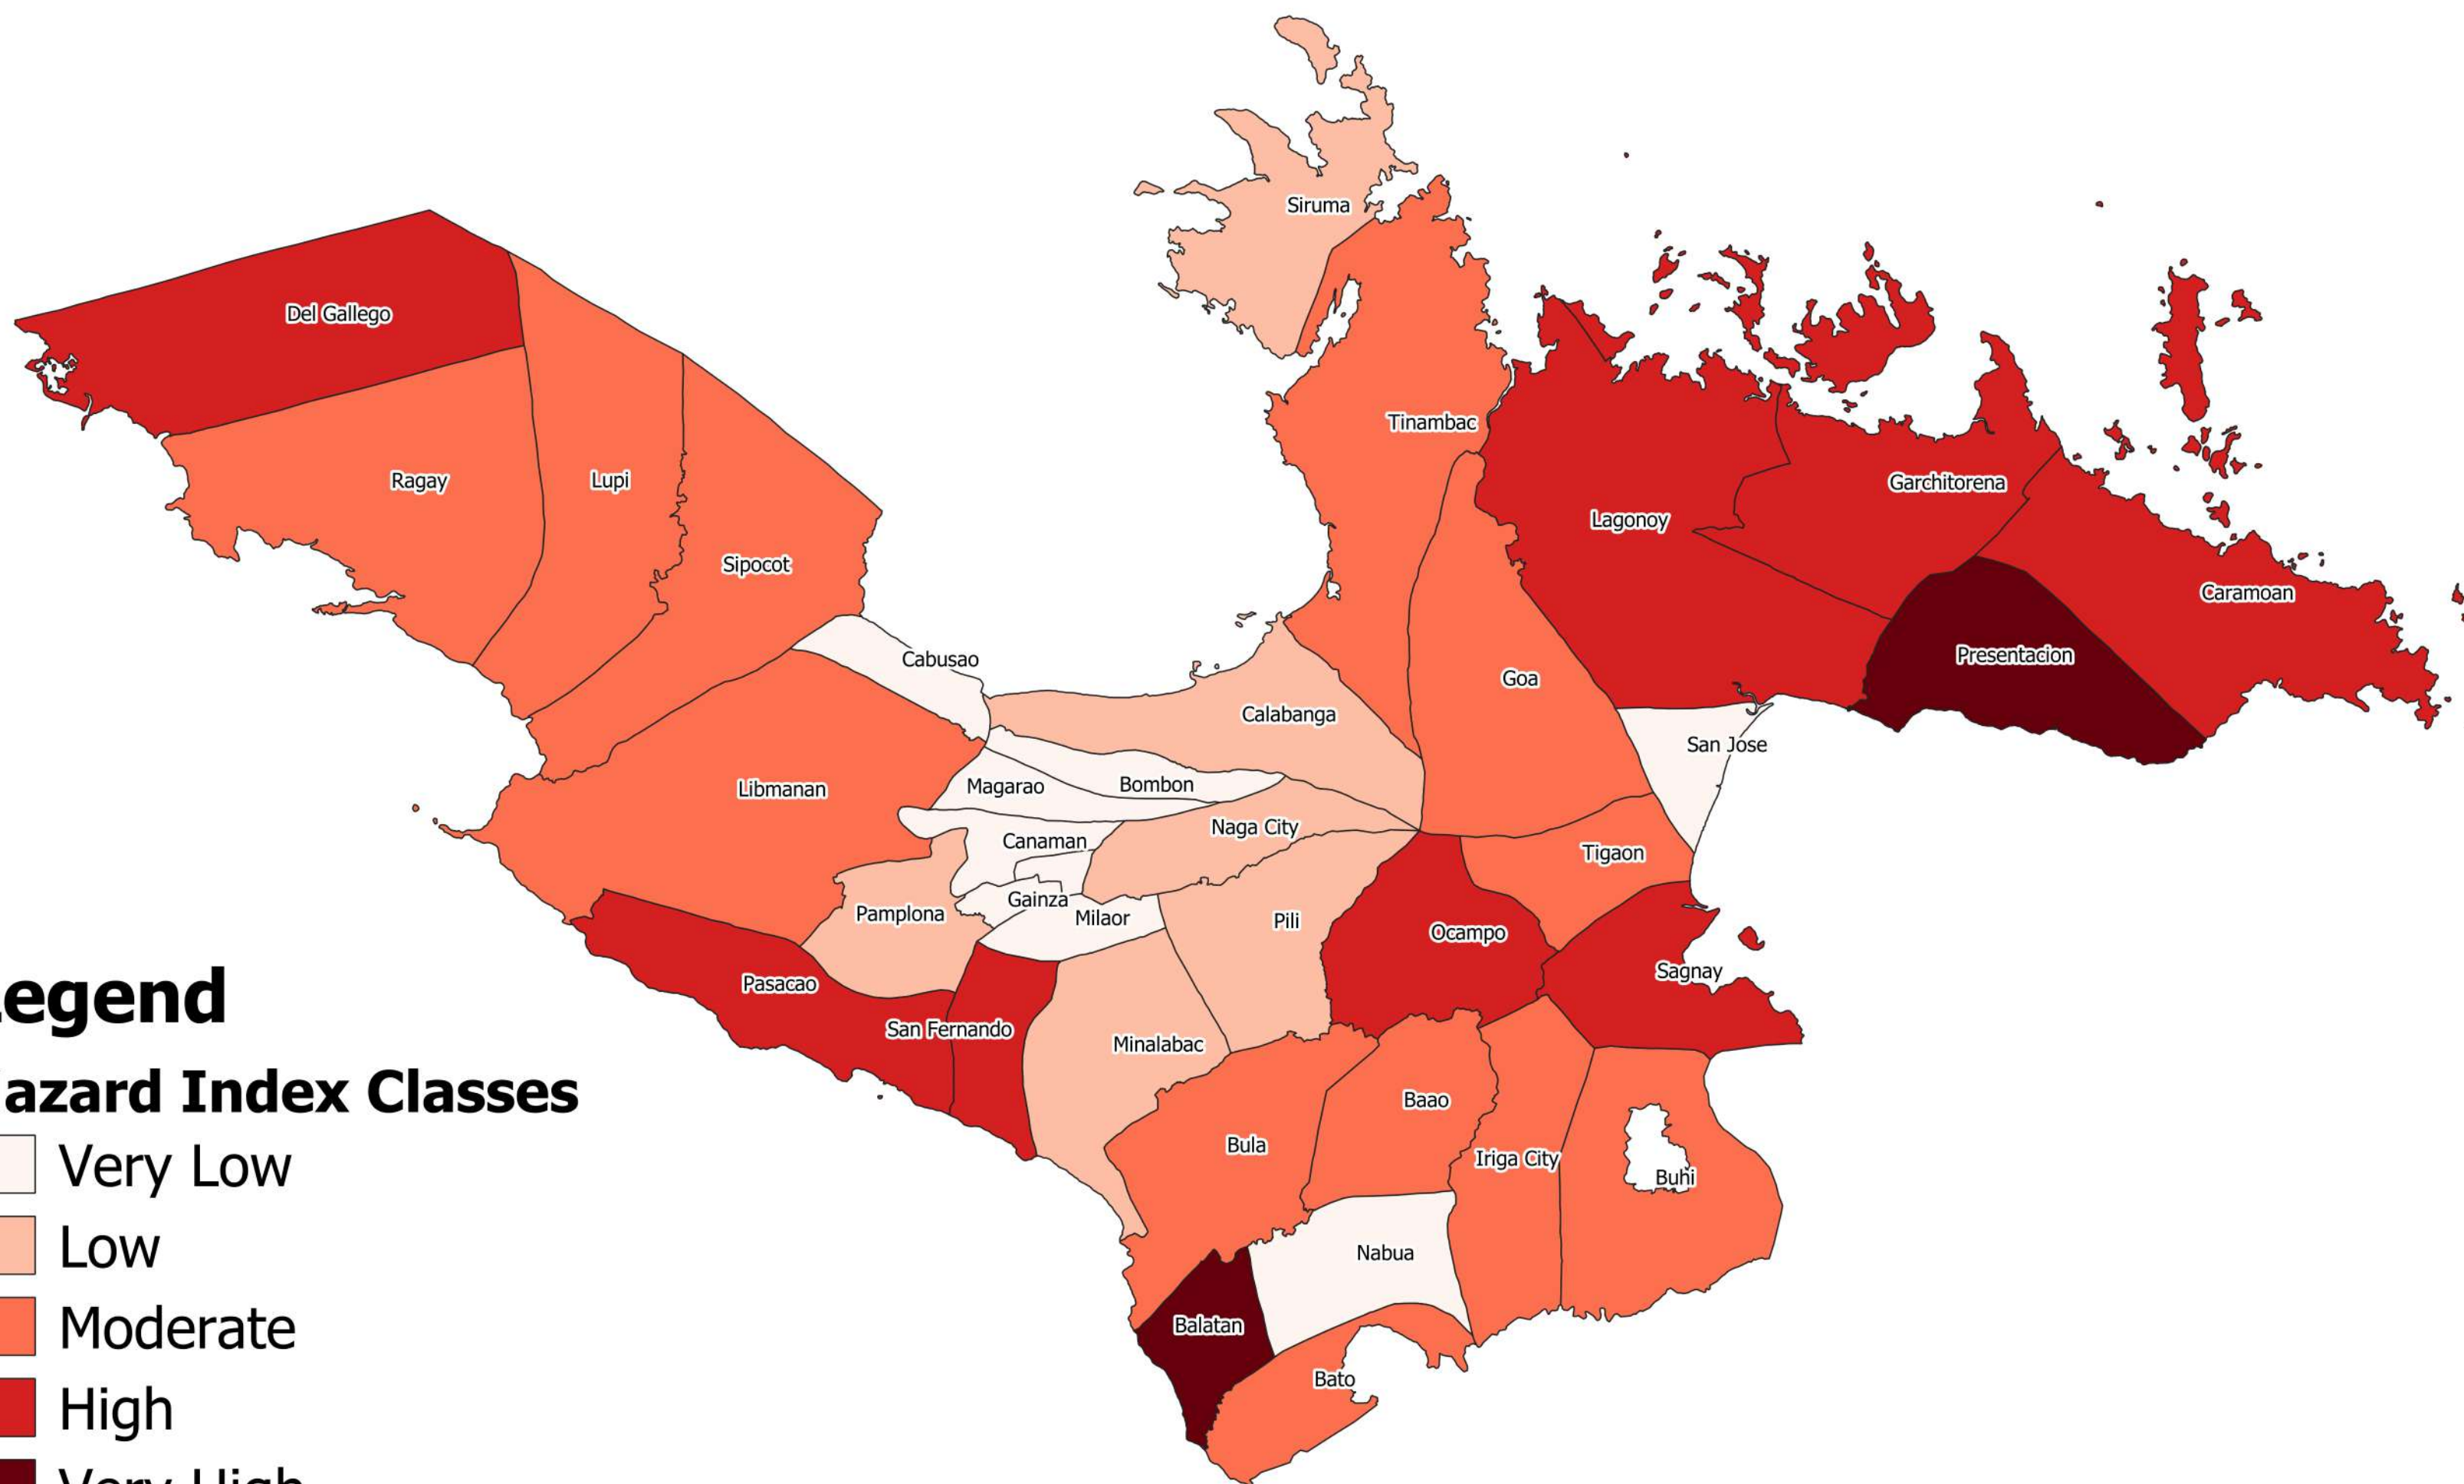 Siruma
Del Gallego
Tinambac
Ragay
Lupi
Garchitorena
Lagonoy
Sipocot
Caramoan
Presentacion
Cabusao
Goa
Calabanga
San Jose
Magarao
Bombon
Libmanan
Naga City
Canaman
Tigaon
Gainza
Pamplona
Milaor
Pili
Ocampo
Sagnay
Pasacao
San Fernando
Minalabac
Baao
Bula
Iriga City
Buhi
Nabua
Balatan
Bato
egend
azard Index Classes
Very Low
Low
Moderate
High
Very High